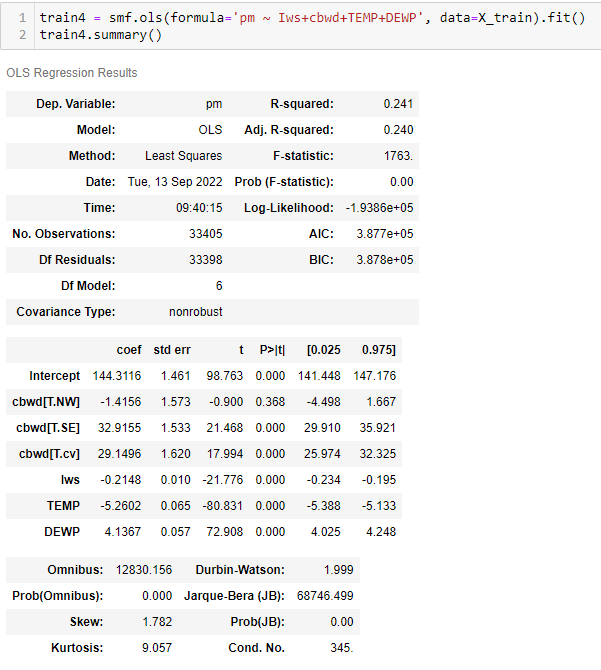 1 train4 = smf.ols(formula='pm ~ Iws+cbwd+TEMP+DEWP', data=X_train).fit()
2 train4.summary()
OLS Regression Results
Dep. Variable: pm R-squared: 0.241
Model: OLS Adj. R-squared: 0.240
Method: Least Squares F-statistic: 1763.
Date: Tue, 13 Sep 2022 Prob (F-statistic): 0.00
Time: 09:40:15 Log-Likelihood: -1.9386e+05
No. Observations: 33405 AIC: 3.877e+05
Df Residuals: 33398 BIC: 3.878e+05
Df Model: 6
Covariance Type: nonrobust
coef std err t P>|t| [0.025 0.975]
Intercept 144.3116 1.461 98.763 0.000 141.448 147.176
cbwd[T.NW] -1.4156 1.573 -0.900 0.368 -4.498 1.667
cbwd[T.SE] 32.9155 1.533 21.468 0.000 29.910 35.921
cbwd[T.cv] 29.1496 1.620 17.994 0.000 25.974 32.325
Iws -0.2148 0.010 -21.776 0.000 -0.234 -0.195
TEMP -5.2602 0.065 -80.831 0.000 -5.388 -5.133
DEWP 4.1367 0.057 72.908 0.000 4.025 4.248
Omnibus: 12830.156 Durbin-Watson: 1.999
Prob(Omnibus): 0.000 Jarque-Bera (JB): 68746.499
Skew: 1.782 Prob(JB): 0.00
Kurtosis: 9.057 Cond. No. 345.